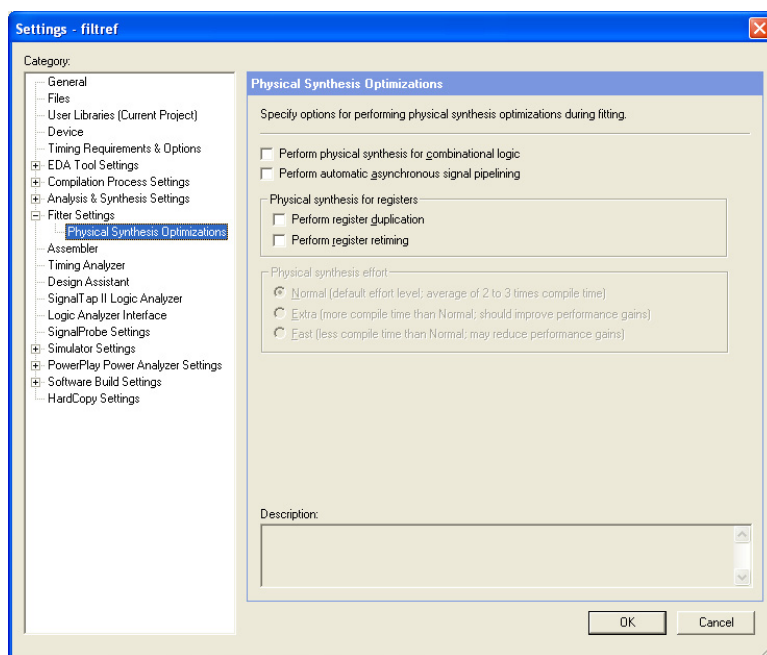 Settings - filtref
Category:
General
Files
User Libraries (Current Project)
Device
Timing Requirements & Options
EDA Tool Settings
Compilation Process Settings
Analysis & Synthesis Settings
Fitter Settings
Physical Synthesis Optimizations
Assembler
Timing Analyzer
Design Assistant
SignalTap II Logic Analyzer
Logic Analyzer Interface
SignalProbe Settings
Simulator Settings
PowerPlay Power Analyzer Settings
Software Build Settings
HardCopy Settings
Physical Synthesis Optimizations
Specify options for performing physical synthesis optimizations during fitting.
Perform physical synthesis for combinational logic
Perform automatic asynchronous signal pipelining
Physical synthesis for registers
Perform register duplication
Perform register retiming
Physical synthesis effort
Normal (default effort level; average of 2 to 3 times compile time)
Extra (more compile time than Normal; should improve performance gains)
Fast (less compile time than Normal; may reduce performance gains)
Description:
OK
Cancel